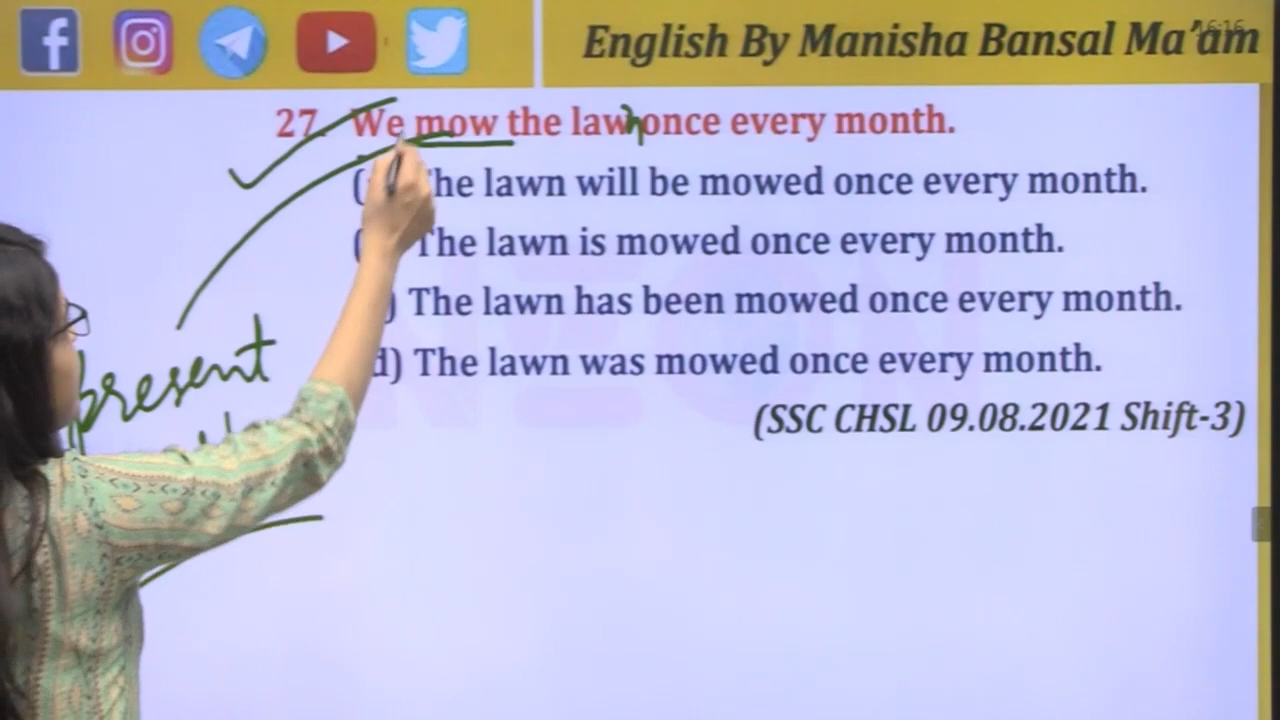 English By Manisha Bansal Ma'am
16:16
27. We mow the lawn once every month.
The lawn will be mowed once every month.
The lawn is mowed once every month.
) The lawn has been mowed once every month.
d) The lawn was mowed once every month.
(SSC CHSL 09.08.2021 Shift-3)
present